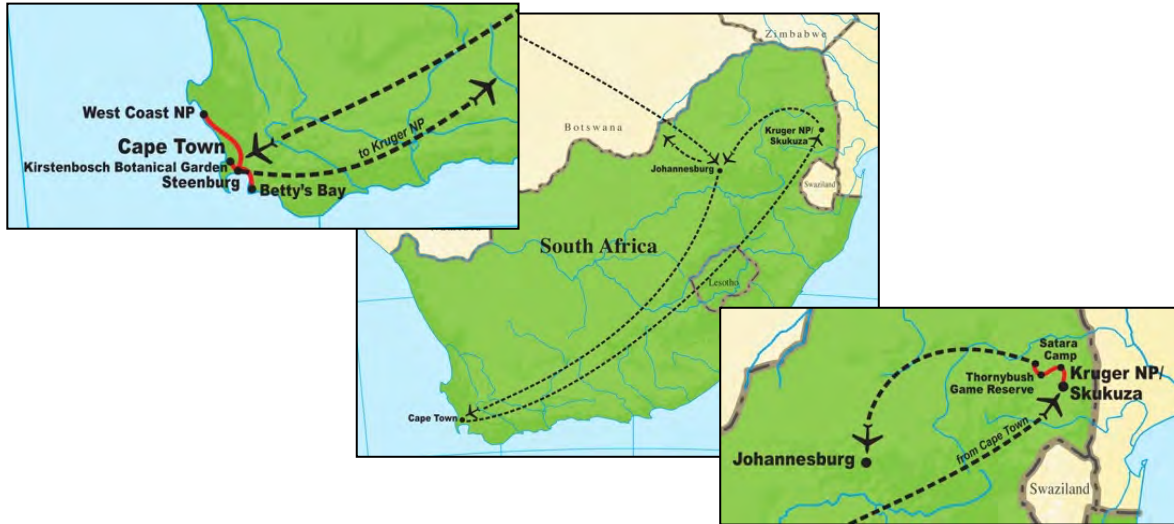 West Coast NP
Cape Town
Kirstenbosch Botanical Garden
Steenburg
Betty's Bay
to Kruger NP
Zimbabwe
Botswana
Kruger NP/
Skukuza
Johannesburg
Swaziland
South Africa
Lesotho
Cape Town
Satara
Camp
Thornybush
Game Reserve
Kruger NP/
Skukuza
from Cape Town
Johannesburg
Swaziland